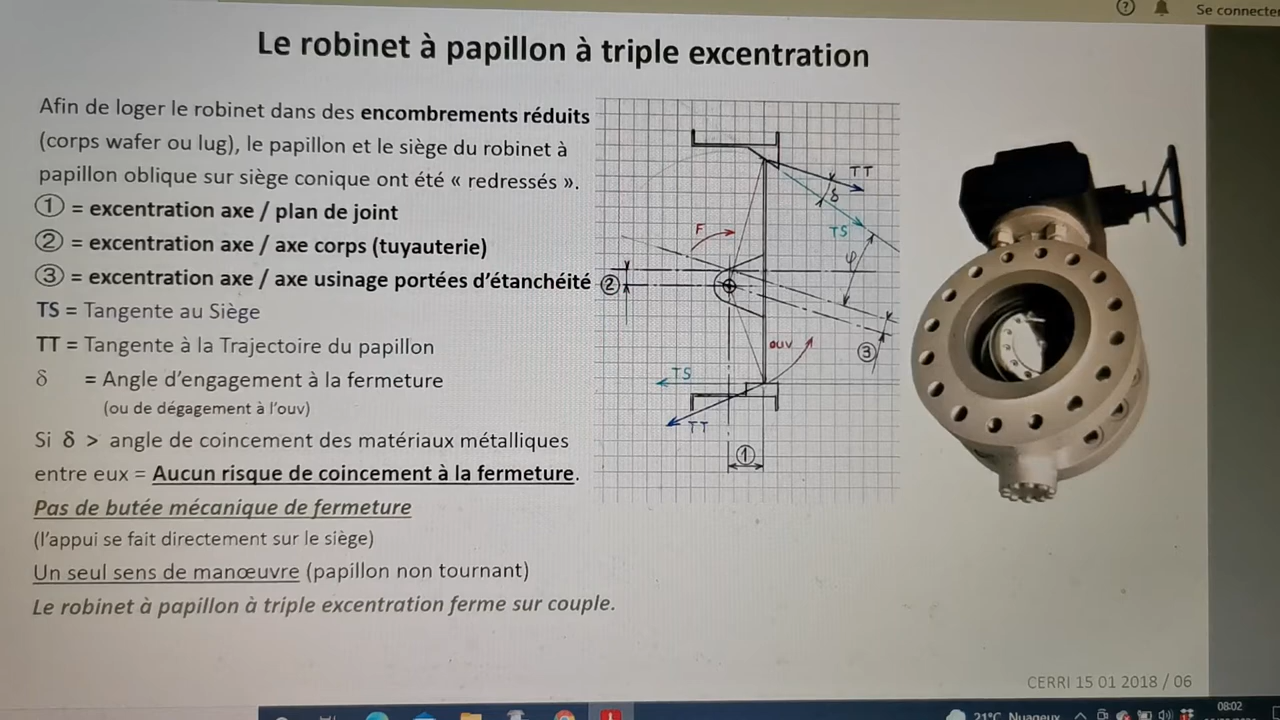 Se connecter
Le robinet à papillon à triple excentration
Afin de loger le robinet dans des encombrements réduits
(corps wafer ou lug), le papillon et le siège du robinet à
papillon oblique sur siège conique ont été « redressés ».
① = excentration axe / plan de joint
② = excentration axe / axe corps (tuyauterie)
③ = excentration axe / axe usinage portées d'étanchéité
TS = Tangente au Siège
TT = Tangente à la Trajectoire du papillon
δ = Angle d'engagement à la fermeture
(ou de dégagement à l'ouv)
Si δ > angle de coincement des matériaux métalliques
entre eux = Aucun risque de coincement à la fermeture.
Pas de butée mécanique de fermeture
(l'appui se fait directement sur le siège)
Un seul sens de manœuvre (papillon non tournant)
Le robinet à papillon à triple excentration ferme sur couple.
TT
δ
TS
F
φ
②
ouv
③
TS
TT
①
CERRI 15 01 2018 / 06
21°C Nuageux
08:02